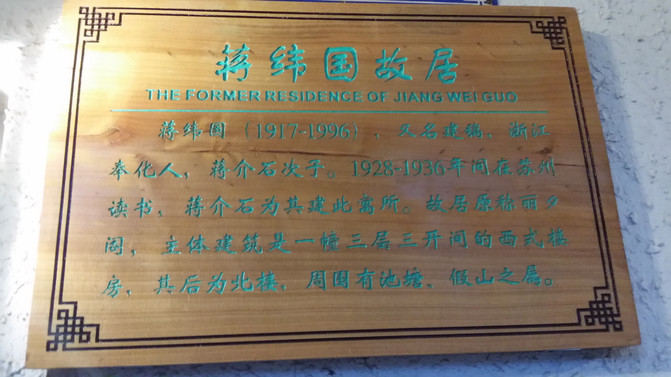 蒋纬国故居
THE FORMER RESIDENCE OF JIANG WEI GUO
蒋纬国（1917-1996），又名建镐，浙江
奉化人，蒋介石次子。1928-1936年间在苏州
读书，蒋介石为其建此寓所。故居原称丽夕
阁，主体建筑是一幢三层三开间的西式楼
房，其后为北楼，周围有池塘，假山之属。